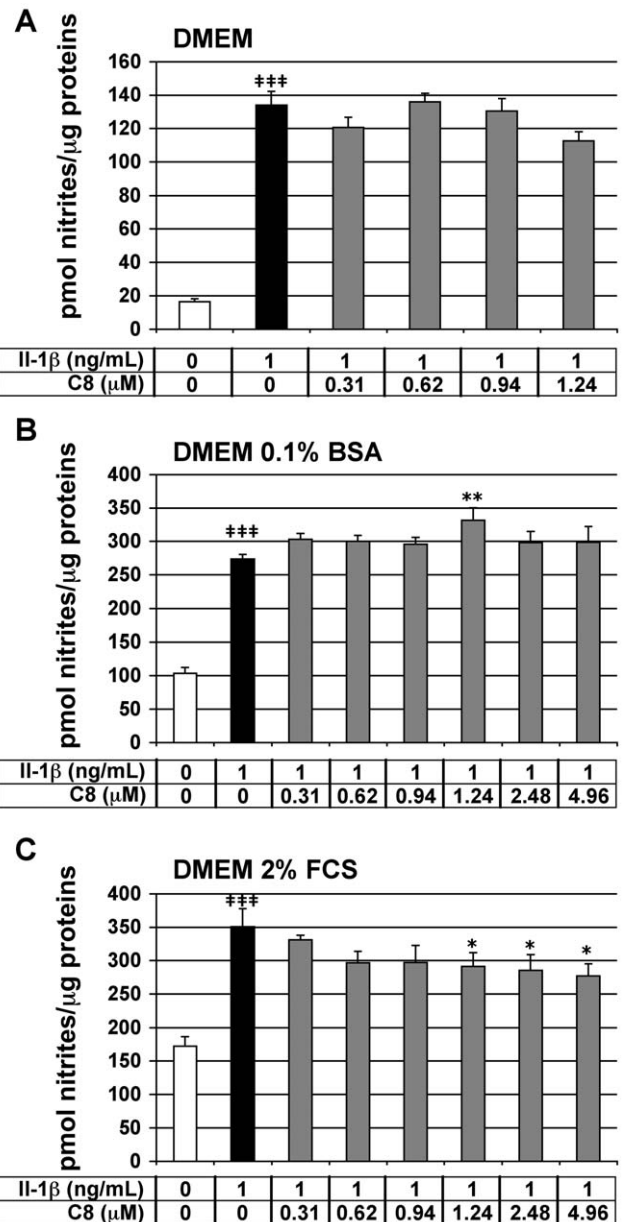 A
DMEM
pmol nitrites/μg proteins
160
140
120
100
80
60
40
20
0
‡‡‡
Il-1β (ng/mL) 0 1 1 1 1 1
C8 (μM) 0 0 0.31 0.62 0.94 1.24
B
DMEM 0.1% BSA
pmol nitrites/μg proteins
400
350
300
250
200
150
100
50
0
‡‡‡
**
Il-1β (ng/mL) 0 1 1 1 1 1 1 1
C8 (μM) 0 0 0.31 0.62 0.94 1.24 2.48 4.96
C
DMEM 2% FCS
pmol nitrites/μg proteins
400
350
300
250
200
150
100
50
0
‡‡‡
* * *
Il-1β (ng/mL) 0 1 1 1 1 1 1 1
C8 (μM) 0 0 0.31 0.62 0.94 1.24 2.48 4.96